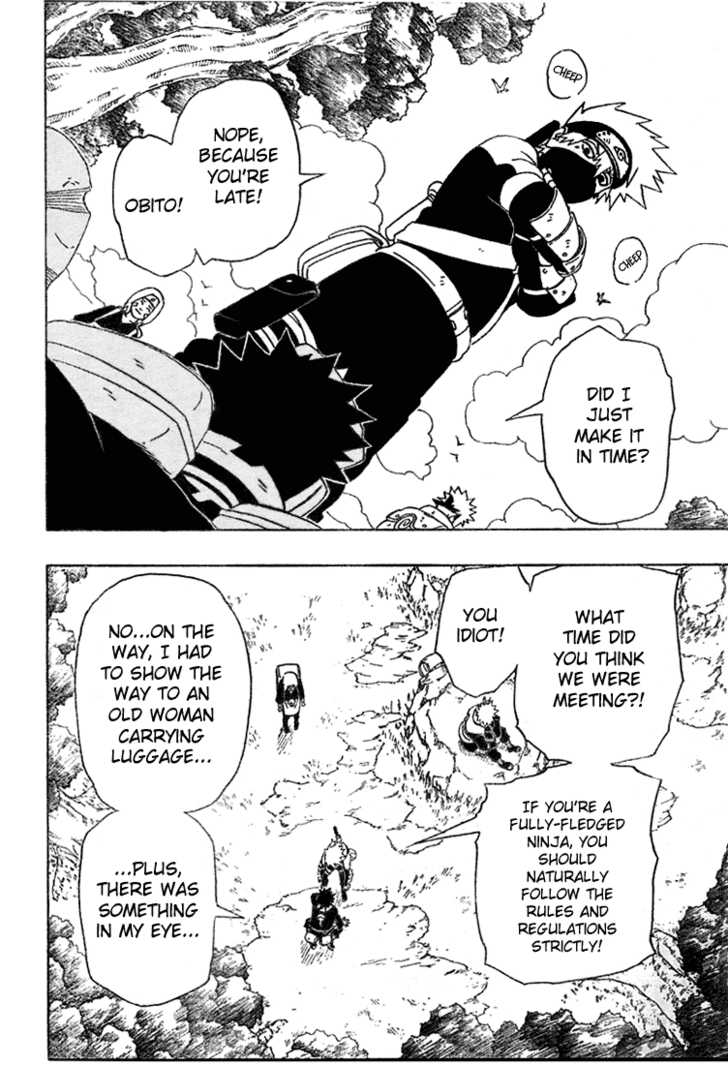 CHEEP
CHEEP
DID I
JUST
MAKE IT
IN TIME?
NOPE,
BECAUSE
YOU'RE
LATE!
OBITO!
WHAT
TIME DID
YOU THINK
WE WERE
MEETING?!
YOU
IDIOT!
IF YOU'RE A
FULLY-FLEDGED
NINJA, YOU
SHOULD
NATURALLY
FOLLOW THE
RULES AND
REGULATIONS
STRICTLY!
NO...ON THE
WAY, I HAD
TO SHOW THE
WAY TO AN
OLD WOMAN
CARRYING
LUGGAGE...
...PLUS,
THERE WAS
SOMETHING
IN MY EYE...